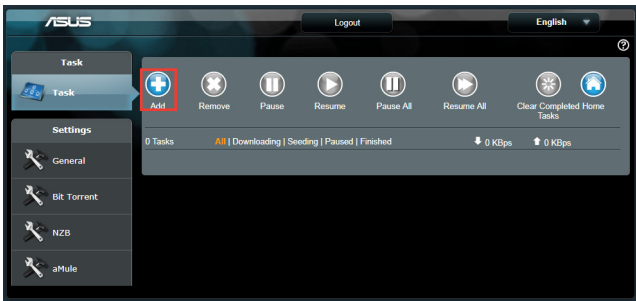 ASUS
Logout
English
?
Task
Task
Settings
General
Bit Torrent
NZB
aMule
Add
Remove
Pause
Resume
Pause All
Resume All
Clear Completed
Tasks
Home
0 Tasks
All | Downloading | Seeding | Paused | Finished
0 KBps
0 KBps